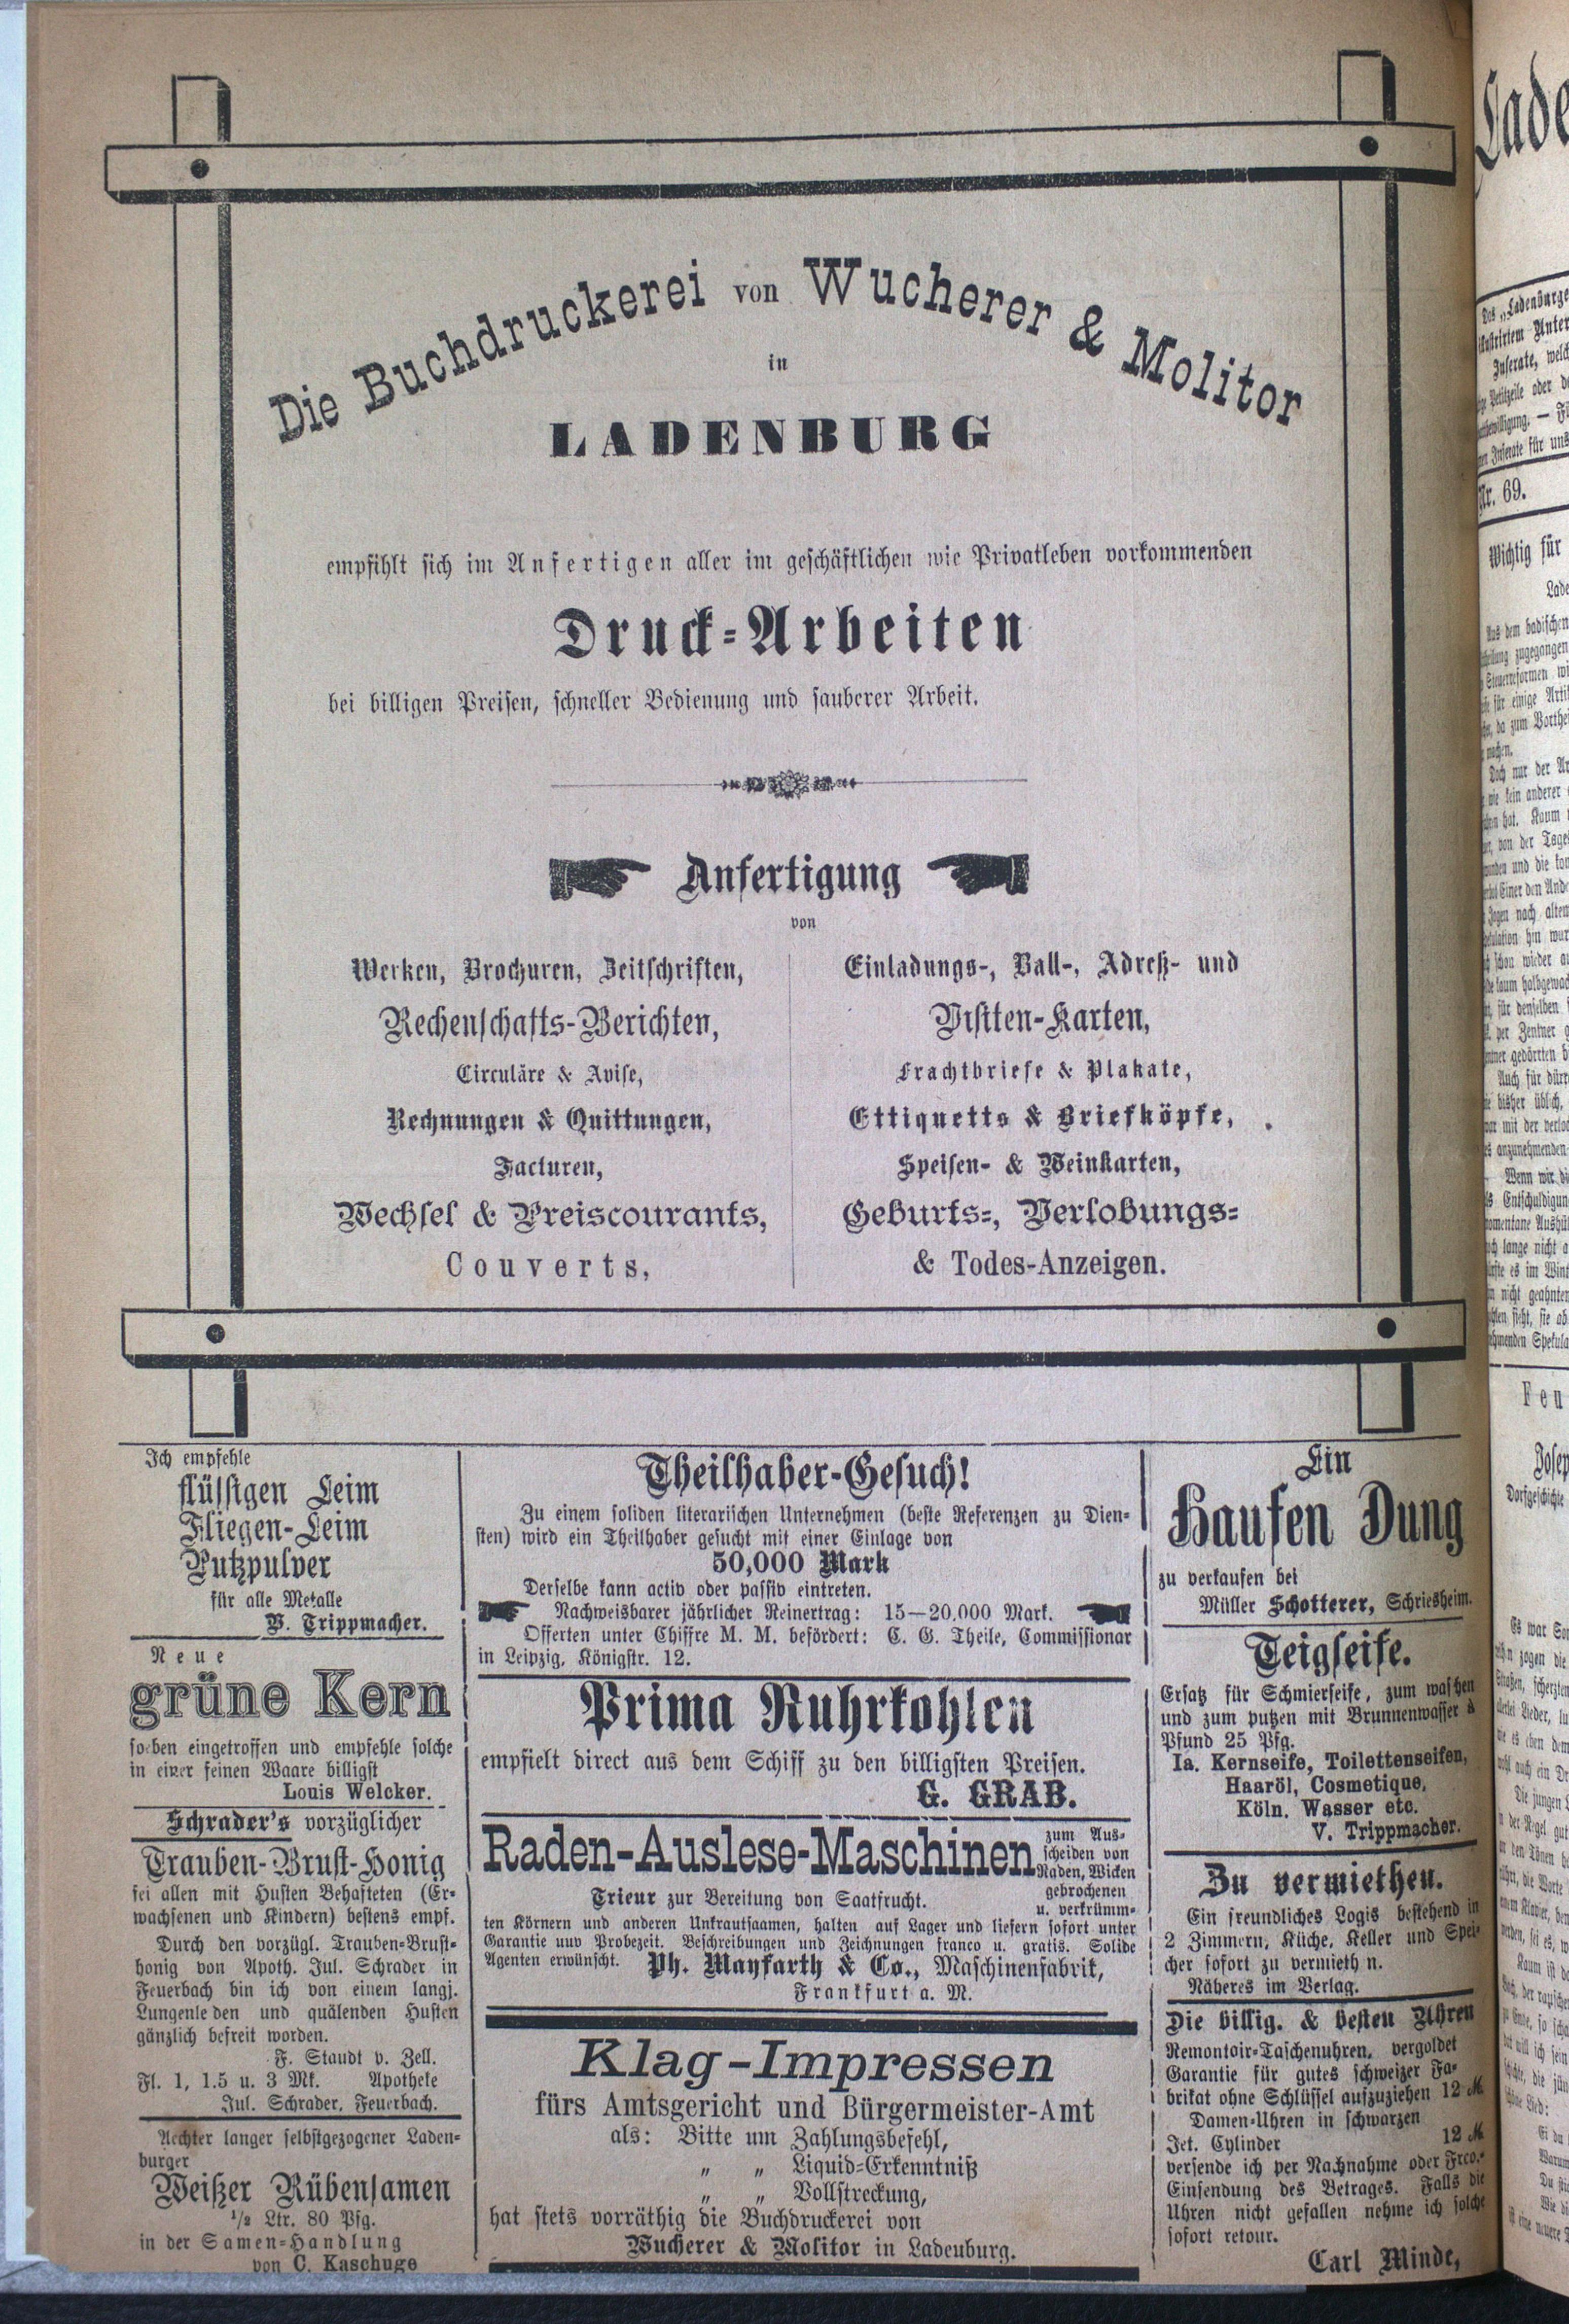 Die Buchdruckerei von Wucherer & Molitor
in
LADENBURG
empfihlt sich im Anfertigen aller im geschäftlichen wie Privatleben vorkommenden
Druck-Arbeiten
bei billigen Preisen, schneller Bedienung und sauberer Arbeit.
Anfertigung
von
Werken, Brochuren, Zeitschriften,
Rechenschafts-Berichten,
Circuläre & Avise,
Rechnungen & Quittungen,
Facturen,
Wechsel & Preiscourants,
Couverts,
Einladungs-, Ball-, Adreß- und
Visiten-Karten,
Frachtbriefe & Plakate,
Ettiquetts & Briefköpfe,
Speisen- & Weinkarten,
Geburts-, Verlobungs-
& Todes-Anzeigen.
Ich empfehle
flüssigen Leim
Fliegen-Leim
Putzpulver
für alle Metalle
V. Trippmacher.
Neue
grüne Kern
soeben eingetroffen und empfehle solche
in einer feinen Waare billigst
Louis Welcker.
Schrader's vorzüglicher
Trauben-Brust-Honig
sei allen mit Husten Behafteten (Er-
wachsenen und Kindern) bestens empf.
Durch den vorzügl. Trauben-Brust-
honig von Apoth. Jul. Schrader in
Feuerbach bin ich von einem langj.
Lungenleiden und quälenden Husten
gänzlich befreit worden.
F. Staudt v. Zell.
Fl. 1, 1.5 u. 3 Mk. Apotheke
Jul. Schrader, Feuerbach.
Aechter langer selbstgezogener Laden-
burger
Weißer Rübensamen
1/2 Ltr. 80 Pfg.
in der Samen-Handlung
von C. Kaschuge
Theilhaber-Gesuch!
Zu einem soliden literarischen Unternehmen (beste Referenzen zu Dien-
sten) wird ein Theilhaber gesucht mit einer Einlage von
50,000 Mark
Derselbe kann activ oder passiv eintreten.
Nachweisbarer jährlicher Reinertrag: 15—20,000 Mark.
Offerten unter Chiffre M. M. befördert: C. G. Theile, Commissionar
in Leipzig, Königstr. 12.
Prima Ruhrkohlen
empfielt direct aus dem Schiff zu den billigsten Preisen.
G. GRAB.
Raden-Auslese-Maschinen zum Aus-
scheiden von
Raden, Wicken
gebrochenen
Trieur zur Bereitung von Saatfrucht.
u. verkrümm-
ten Körnern und anderen Unkrautsaamen, halten auf Lager und liefern sofort unter
Garantie uuv Probezeit. Beschreibungen und Zeichnungen franco u. gratis. Solide
Agenten erwünscht. Ph. Mayfarth & Co., Maschinenfabrik,
Frankfurt a. M.
Klag-Impressen
fürs Amtsgericht und Bürgermeister-Amt
als: Bitte um Zahlungsbefehl,
" " Liquid-Erkenntniß
" " Vollstreckung,
hat stets vorräthig die Buchdruckerei von
Wucherer & Molitor in Ladenburg.
Ein
Haufen Dung
zu verkaufen bei
Müller Schotterer, Schriesheim.
Teigseife.
Ersatz für Schmierseife, zum waschen
und zum putzen mit Brunnenwasser à
Pfund 25 Pfg.
Ia. Kernseife, Toilettenseifen,
Haaröl, Cosmetique,
Köln. Wasser etc.
V. Trippmacher.
Zu vermiethen.
Ein freundliches Logis bestehend in
2 Zimmern, Küche, Keller und Spei-
cher sofort zu vermieth n.
Näheres im Verlag.
Die billig. & besten Uhren
Remontoir-Taschenuhren, vergoldet
Garantie für gutes schweizer Fa-
brikat ohne Schlüssel aufzuziehen 12 M.
Damen-Uhren in schwarzen
Jet. Cylinder 12 M.
versende ich per Nachnahme oder Frco.-
Einsendung des Betrages. Falls die
Uhren nicht gefallen nehme ich solche
sofort retour.
Carl Minde,
Lade
Nr. 69.
Wichtig für